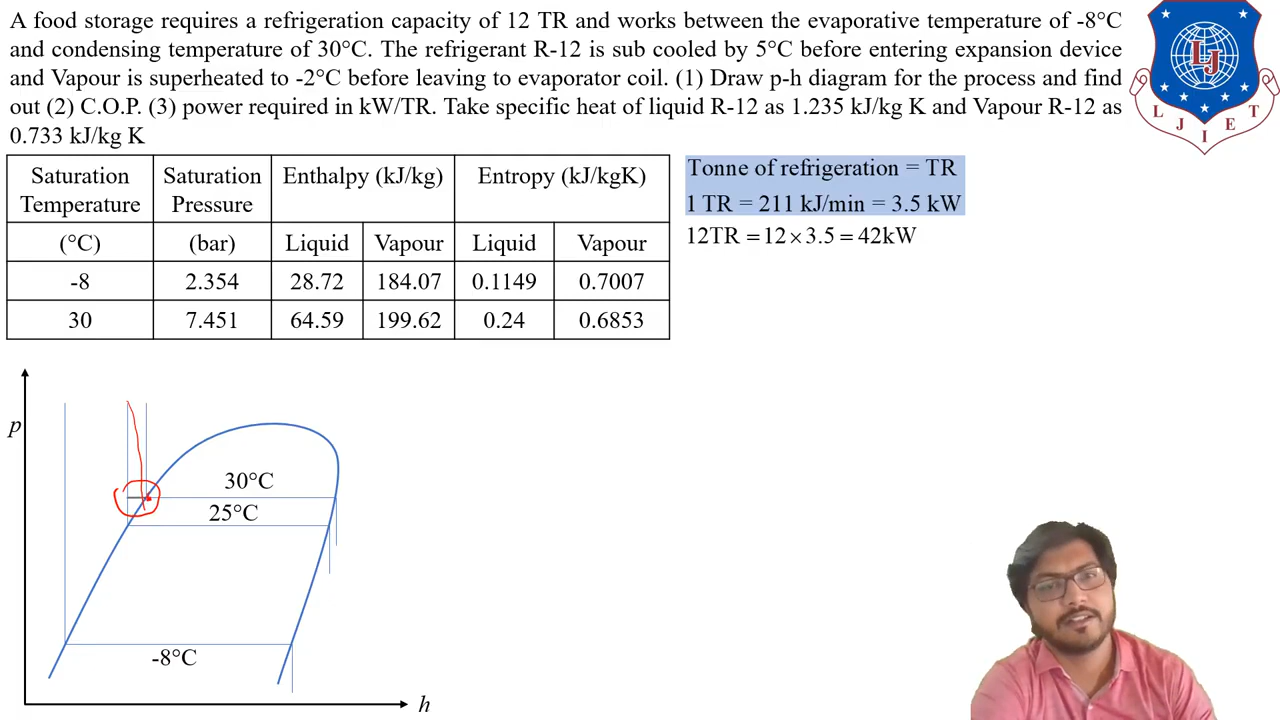 A food storage requires a refrigeration capacity of 12 TR and works between the evaporative temperature of -8°C
and condensing temperature of 30°C. The refrigerant R-12 is sub cooled by 5°C before entering expansion device
and Vapour is superheated to -2°C before leaving to evaporator coil. (1) Draw p-h diagram for the process and find
out (2) C.O.P. (3) power required in kW/TR. Take specific heat of liquid R-12 as 1.235 kJ/kg K and Vapour R-12 as
0.733 kJ/kg K
Saturation Temperature Saturation Pressure Enthalpy (kJ/kg) Entropy (kJ/kgK)
(°C) (bar) Liquid Vapour Liquid Vapour
-8 2.354 28.72 184.07 0.1149 0.7007
30 7.451 64.59 199.62 0.24 0.6853
Tonne of refrigeration = TR
1 TR = 211 kJ/min = 3.5 kW
12TR = 12 × 3.5 = 42kW
LJ
L J I E T
p
30°C
25°C
-8°C
h